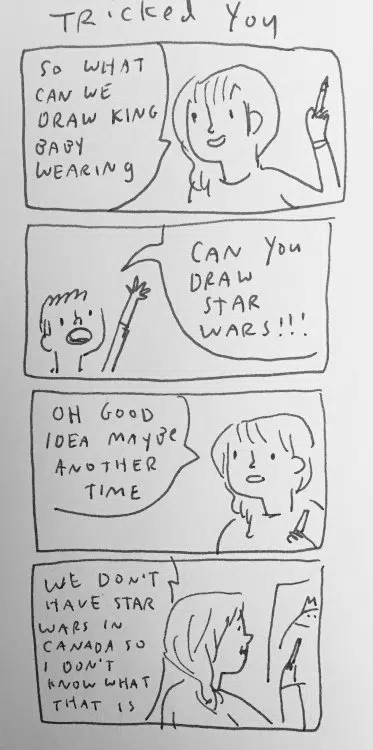 TRICKED YOU
SO WHAT
CAN WE
DRAW KING
BABY
WEARING
CAN YOU
DRAW
STAR
WARS!!!
OH GOOD
IDEA MAYBE
ANOTHER
TIME
WE DON'T
HAVE STAR
WARS IN
CANADA SO
I DON'T
KNOW WHAT
THAT IS